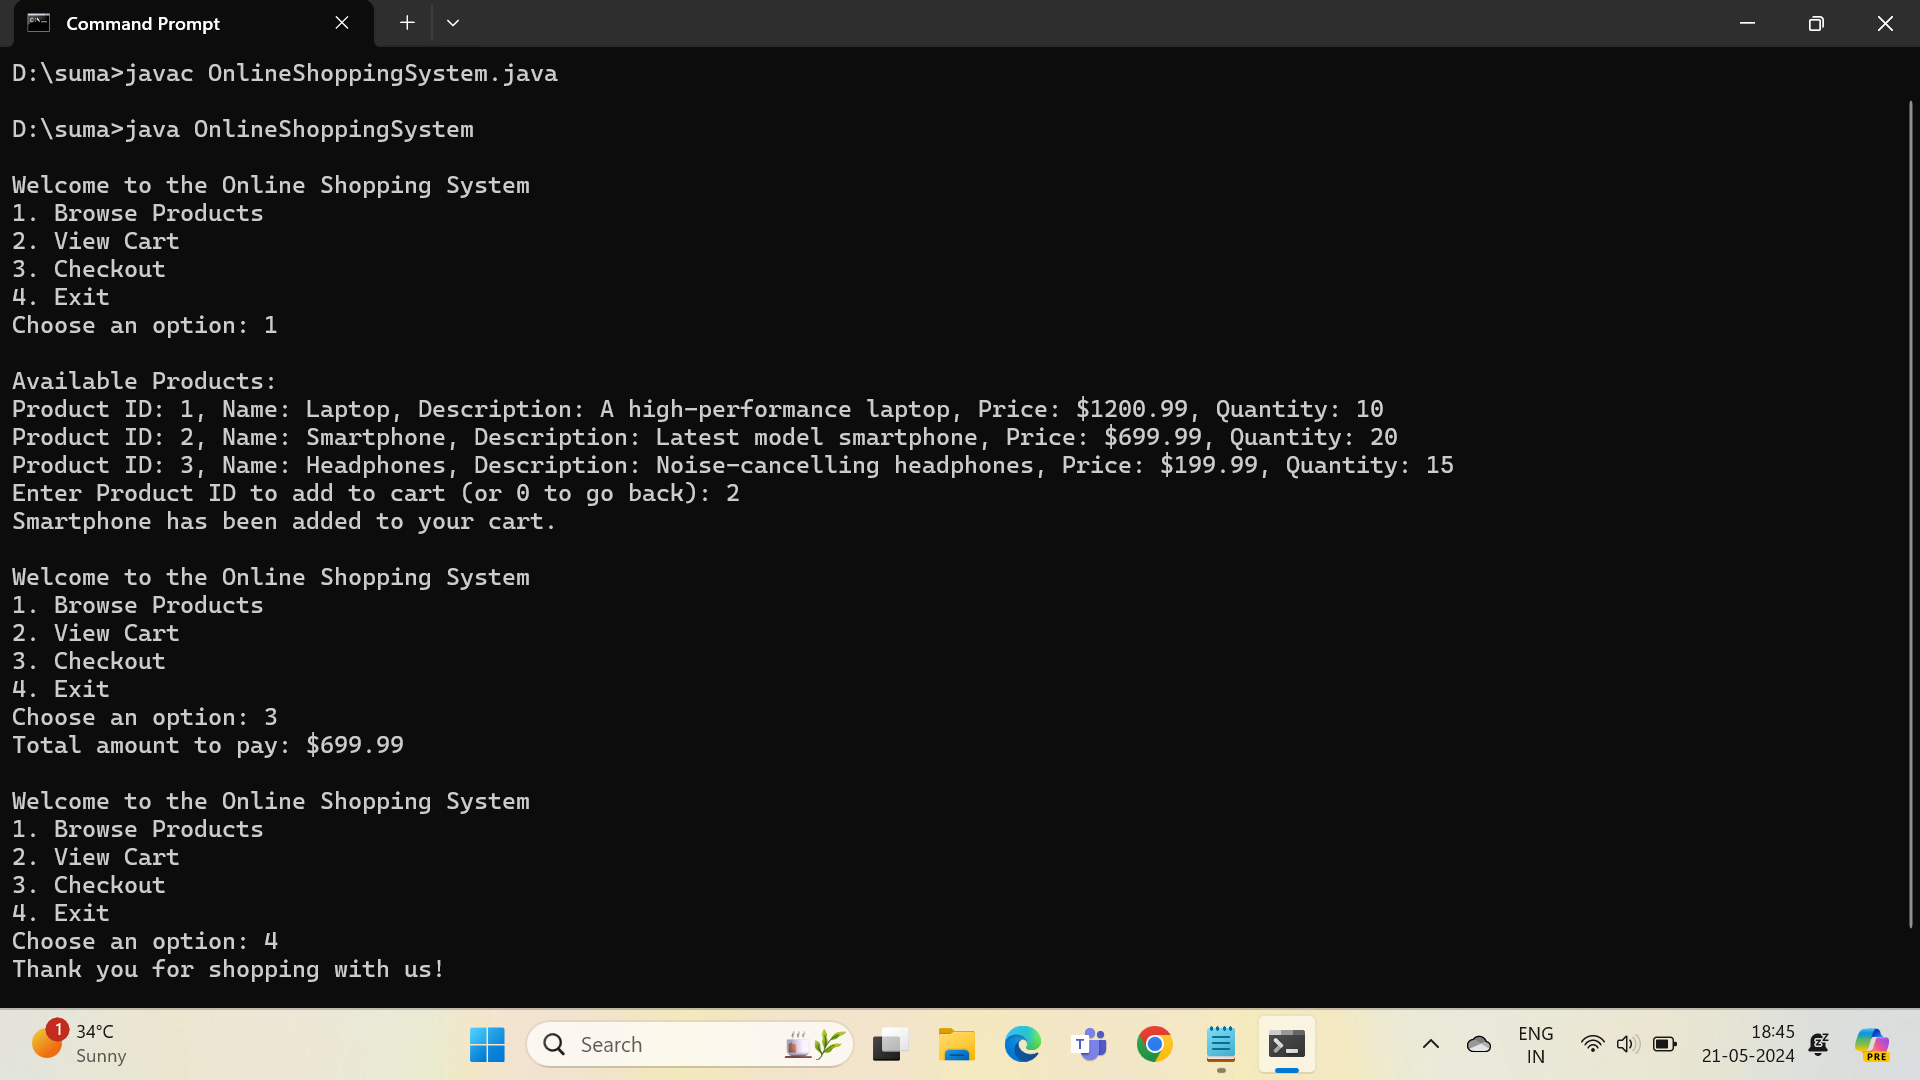 Command Prompt
D:\suma>javac OnlineShoppingSystem.java
D:\suma>java OnlineShoppingSystem
Welcome to the Online Shopping System
1. Browse Products
2. View Cart
3. Checkout
4. Exit
Choose an option: 1
Available Products:
Product ID: 1, Name: Laptop, Description: A high-performance laptop, Price: $1200.99, Quantity: 10
Product ID: 2, Name: Smartphone, Description: Latest model smartphone, Price: $699.99, Quantity: 20
Product ID: 3, Name: Headphones, Description: Noise-cancelling headphones, Price: $199.99, Quantity: 15
Enter Product ID to add to cart (or 0 to go back): 2
Smartphone has been added to your cart.
Welcome to the Online Shopping System
1. Browse Products
2. View Cart
3. Checkout
4. Exit
Choose an option: 3
Total amount to pay: $699.99
Welcome to the Online Shopping System
1. Browse Products
2. View Cart
3. Checkout
4. Exit
Choose an option: 4
Thank you for shopping with us!
1
34°C
Sunny
Search
T
ENG
IN
18:45
21-05-2024
PRE